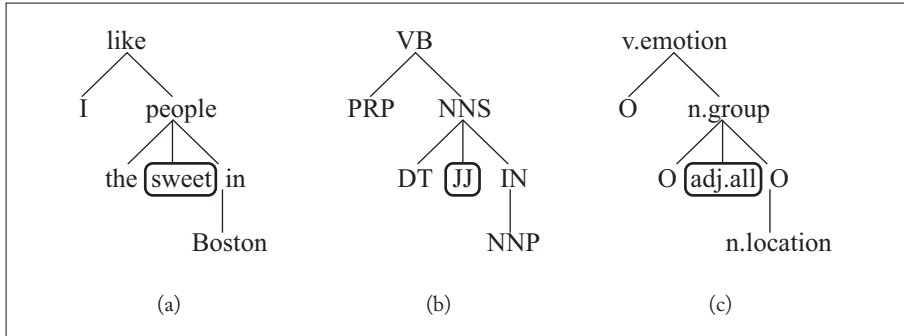 like VB v.emotion
I people PRP NNS O n.group
the sweet in DT JJ IN O adj.all O
Boston NNP n.location
(a) (b) (c)